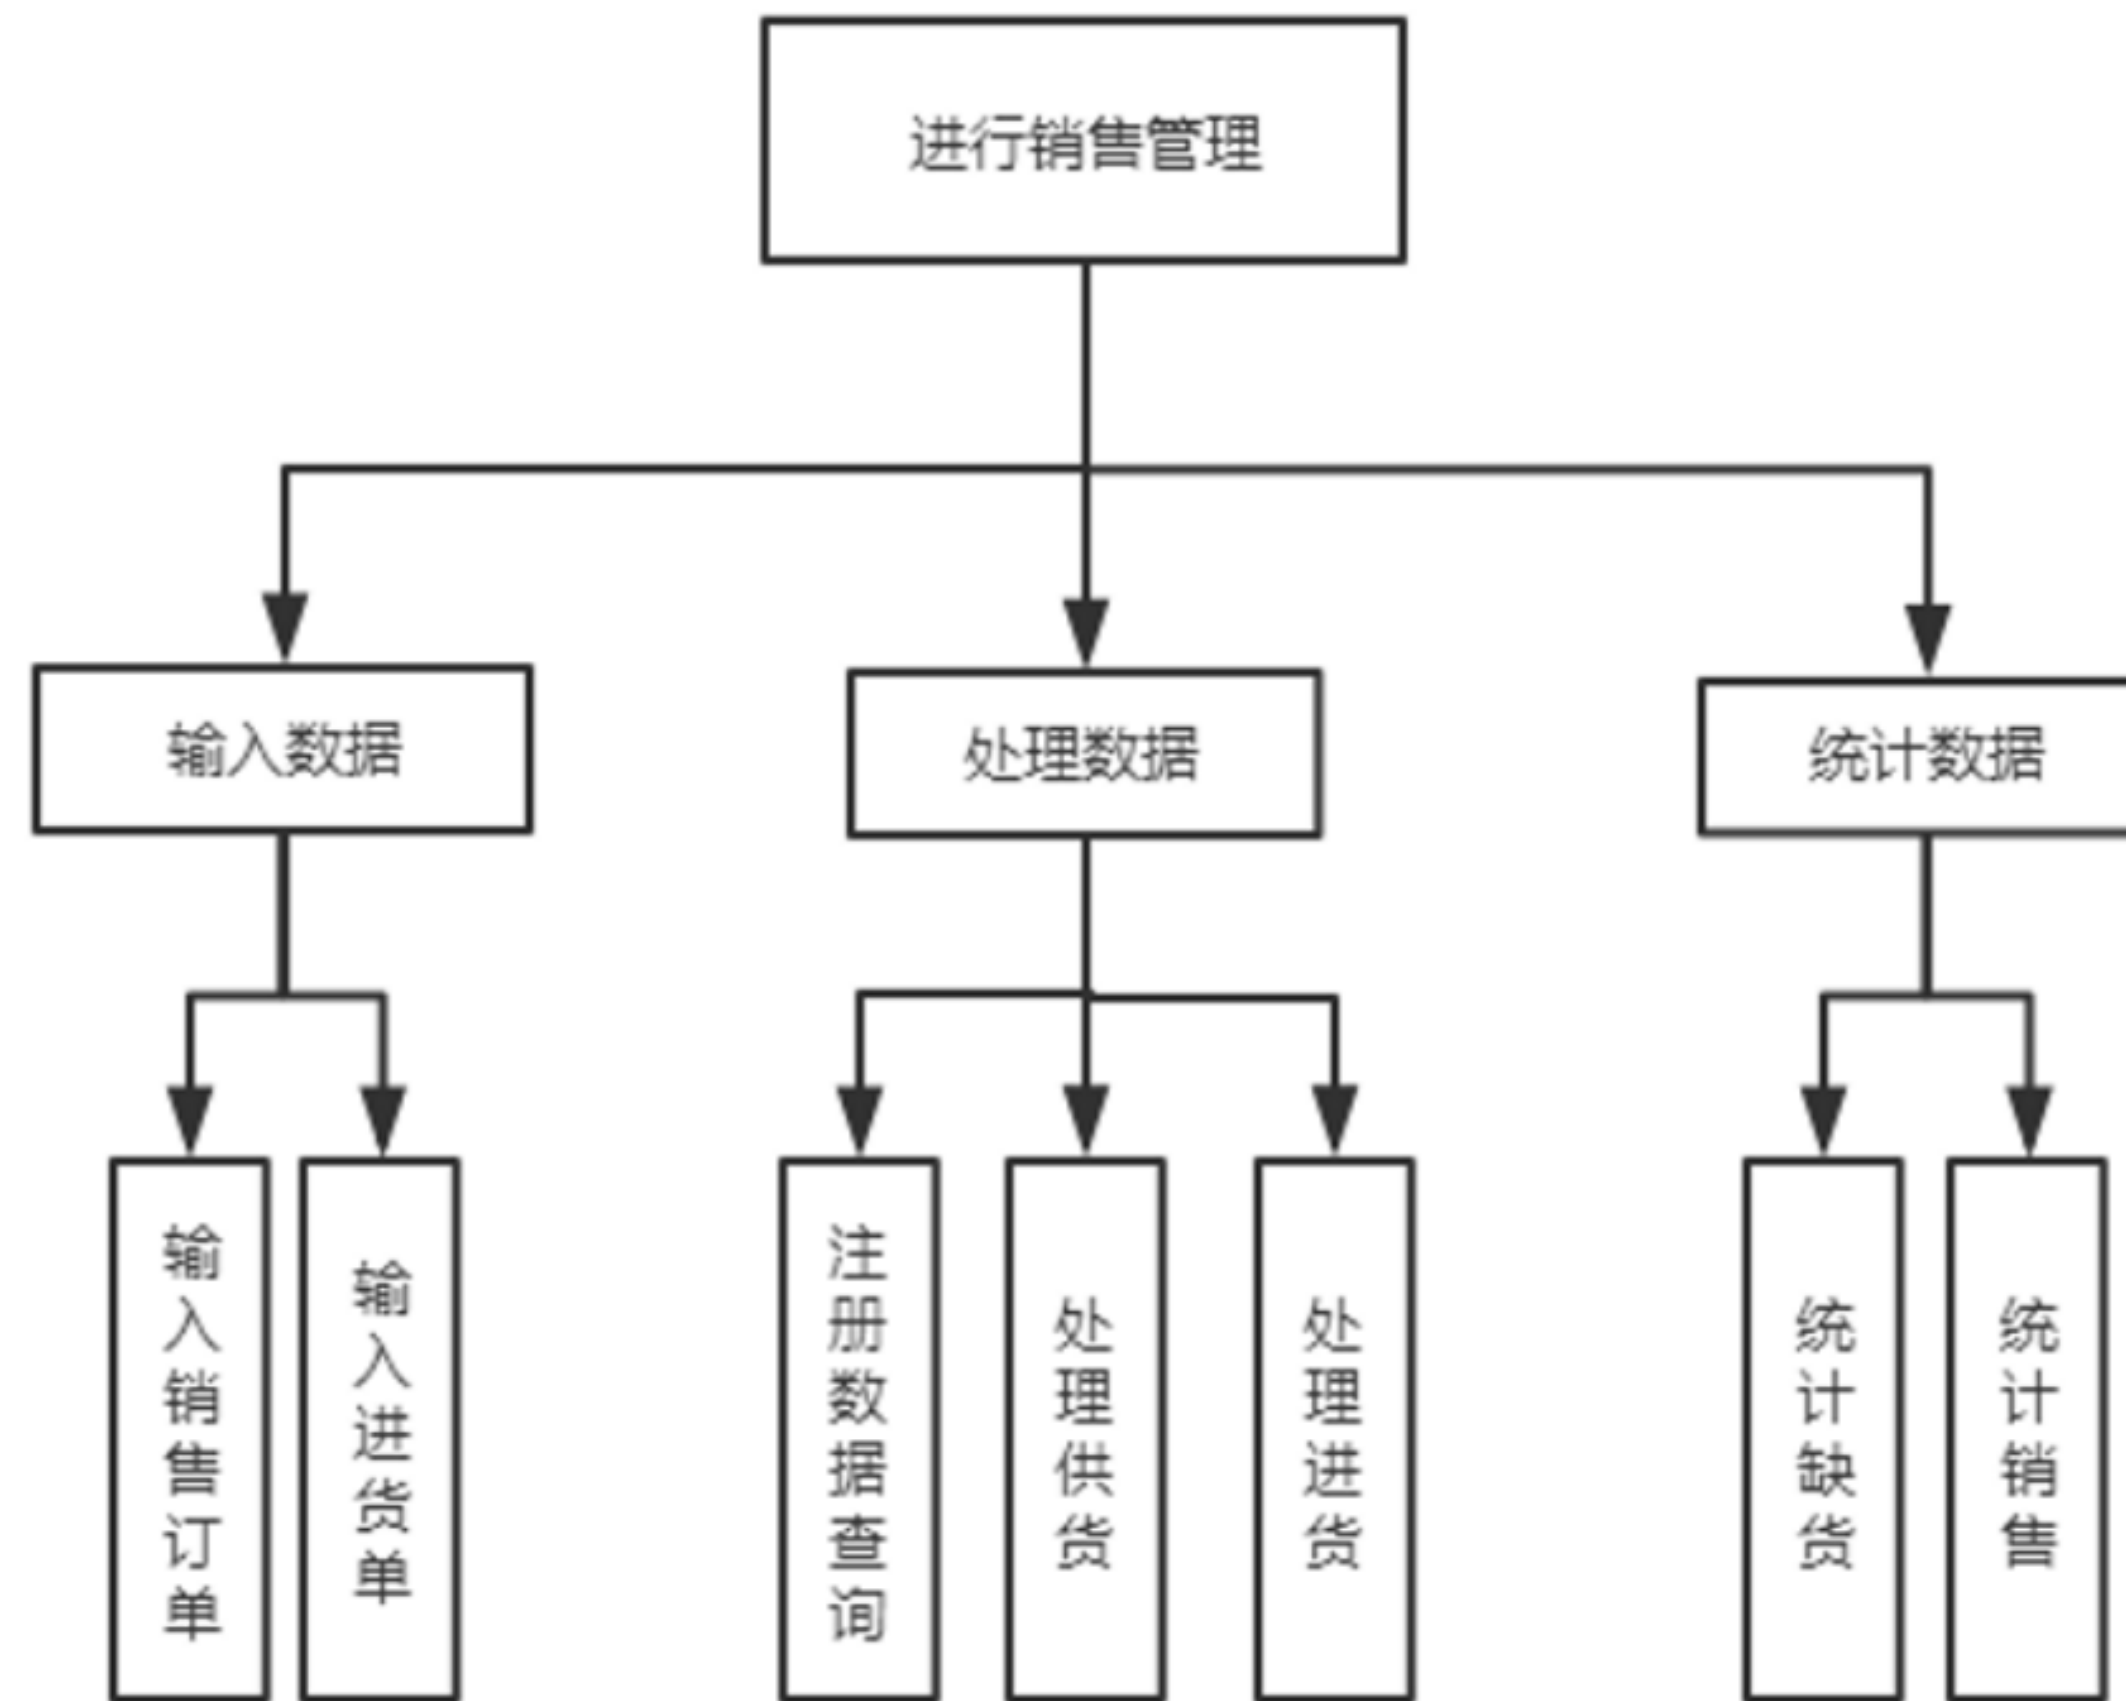 进行销售管理
输入数据
处理数据
统计数据
输入销售订单
输入进货单
注册数据查询
处理供货
处理进货
统计缺货
统计销售